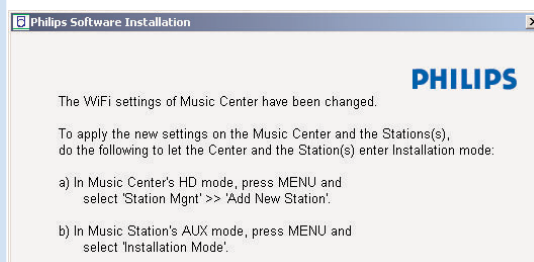 Philips Software Installation
PHILIPS
The WiFi settings of Music Center have been changed.
To apply the new settings on the Music Center and the Stations(s),
do the following to let the Center and the Station(s) enter Installation mode:
a) In Music Center's HD mode, press MENU and
select 'Station Mgnt' >> 'Add New Station'.
b) In Music Station's AUX mode, press MENU and
select 'Installation Mode'.